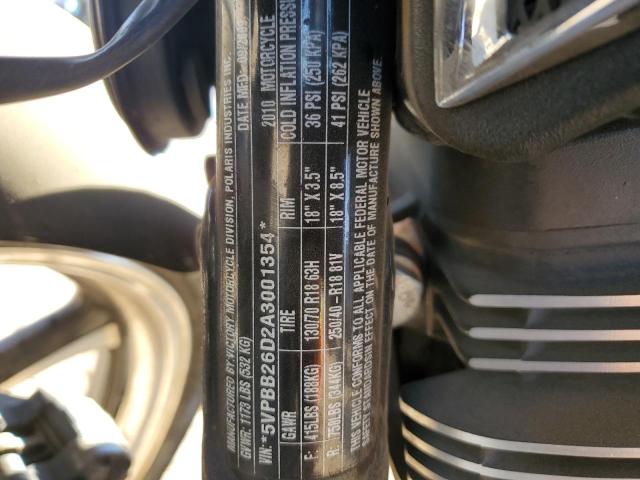 MANUFACTURED BY: VICTORY MOTORCYCLE DIVISION, POLARIS INDUSTRIES INC.
GVWR: 1173 LBS (532 KG) DATE MFD.
VIN: *5VPBB26D2A3001354* 2010 MOTORCYCLE
GAWR TIRE RIM COLD INFLATION PRESSURE
F: 415LBS (188KG) 130/70 R18 63H 18" X 3.5" 36 PSI (250 KPA)
R: 758LBS (344KG) 250/40 -R18 81V 18" X 8.5" 41 PSI (262 KPA)
THIS VEHICLE CONFORMS TO ALL APPLICABLE FEDERAL MOTOR VEHICLE
SAFETY STANDARDS IN EFFECT ON THE DATE OF MANUFACTURE SHOWN ABOVE.